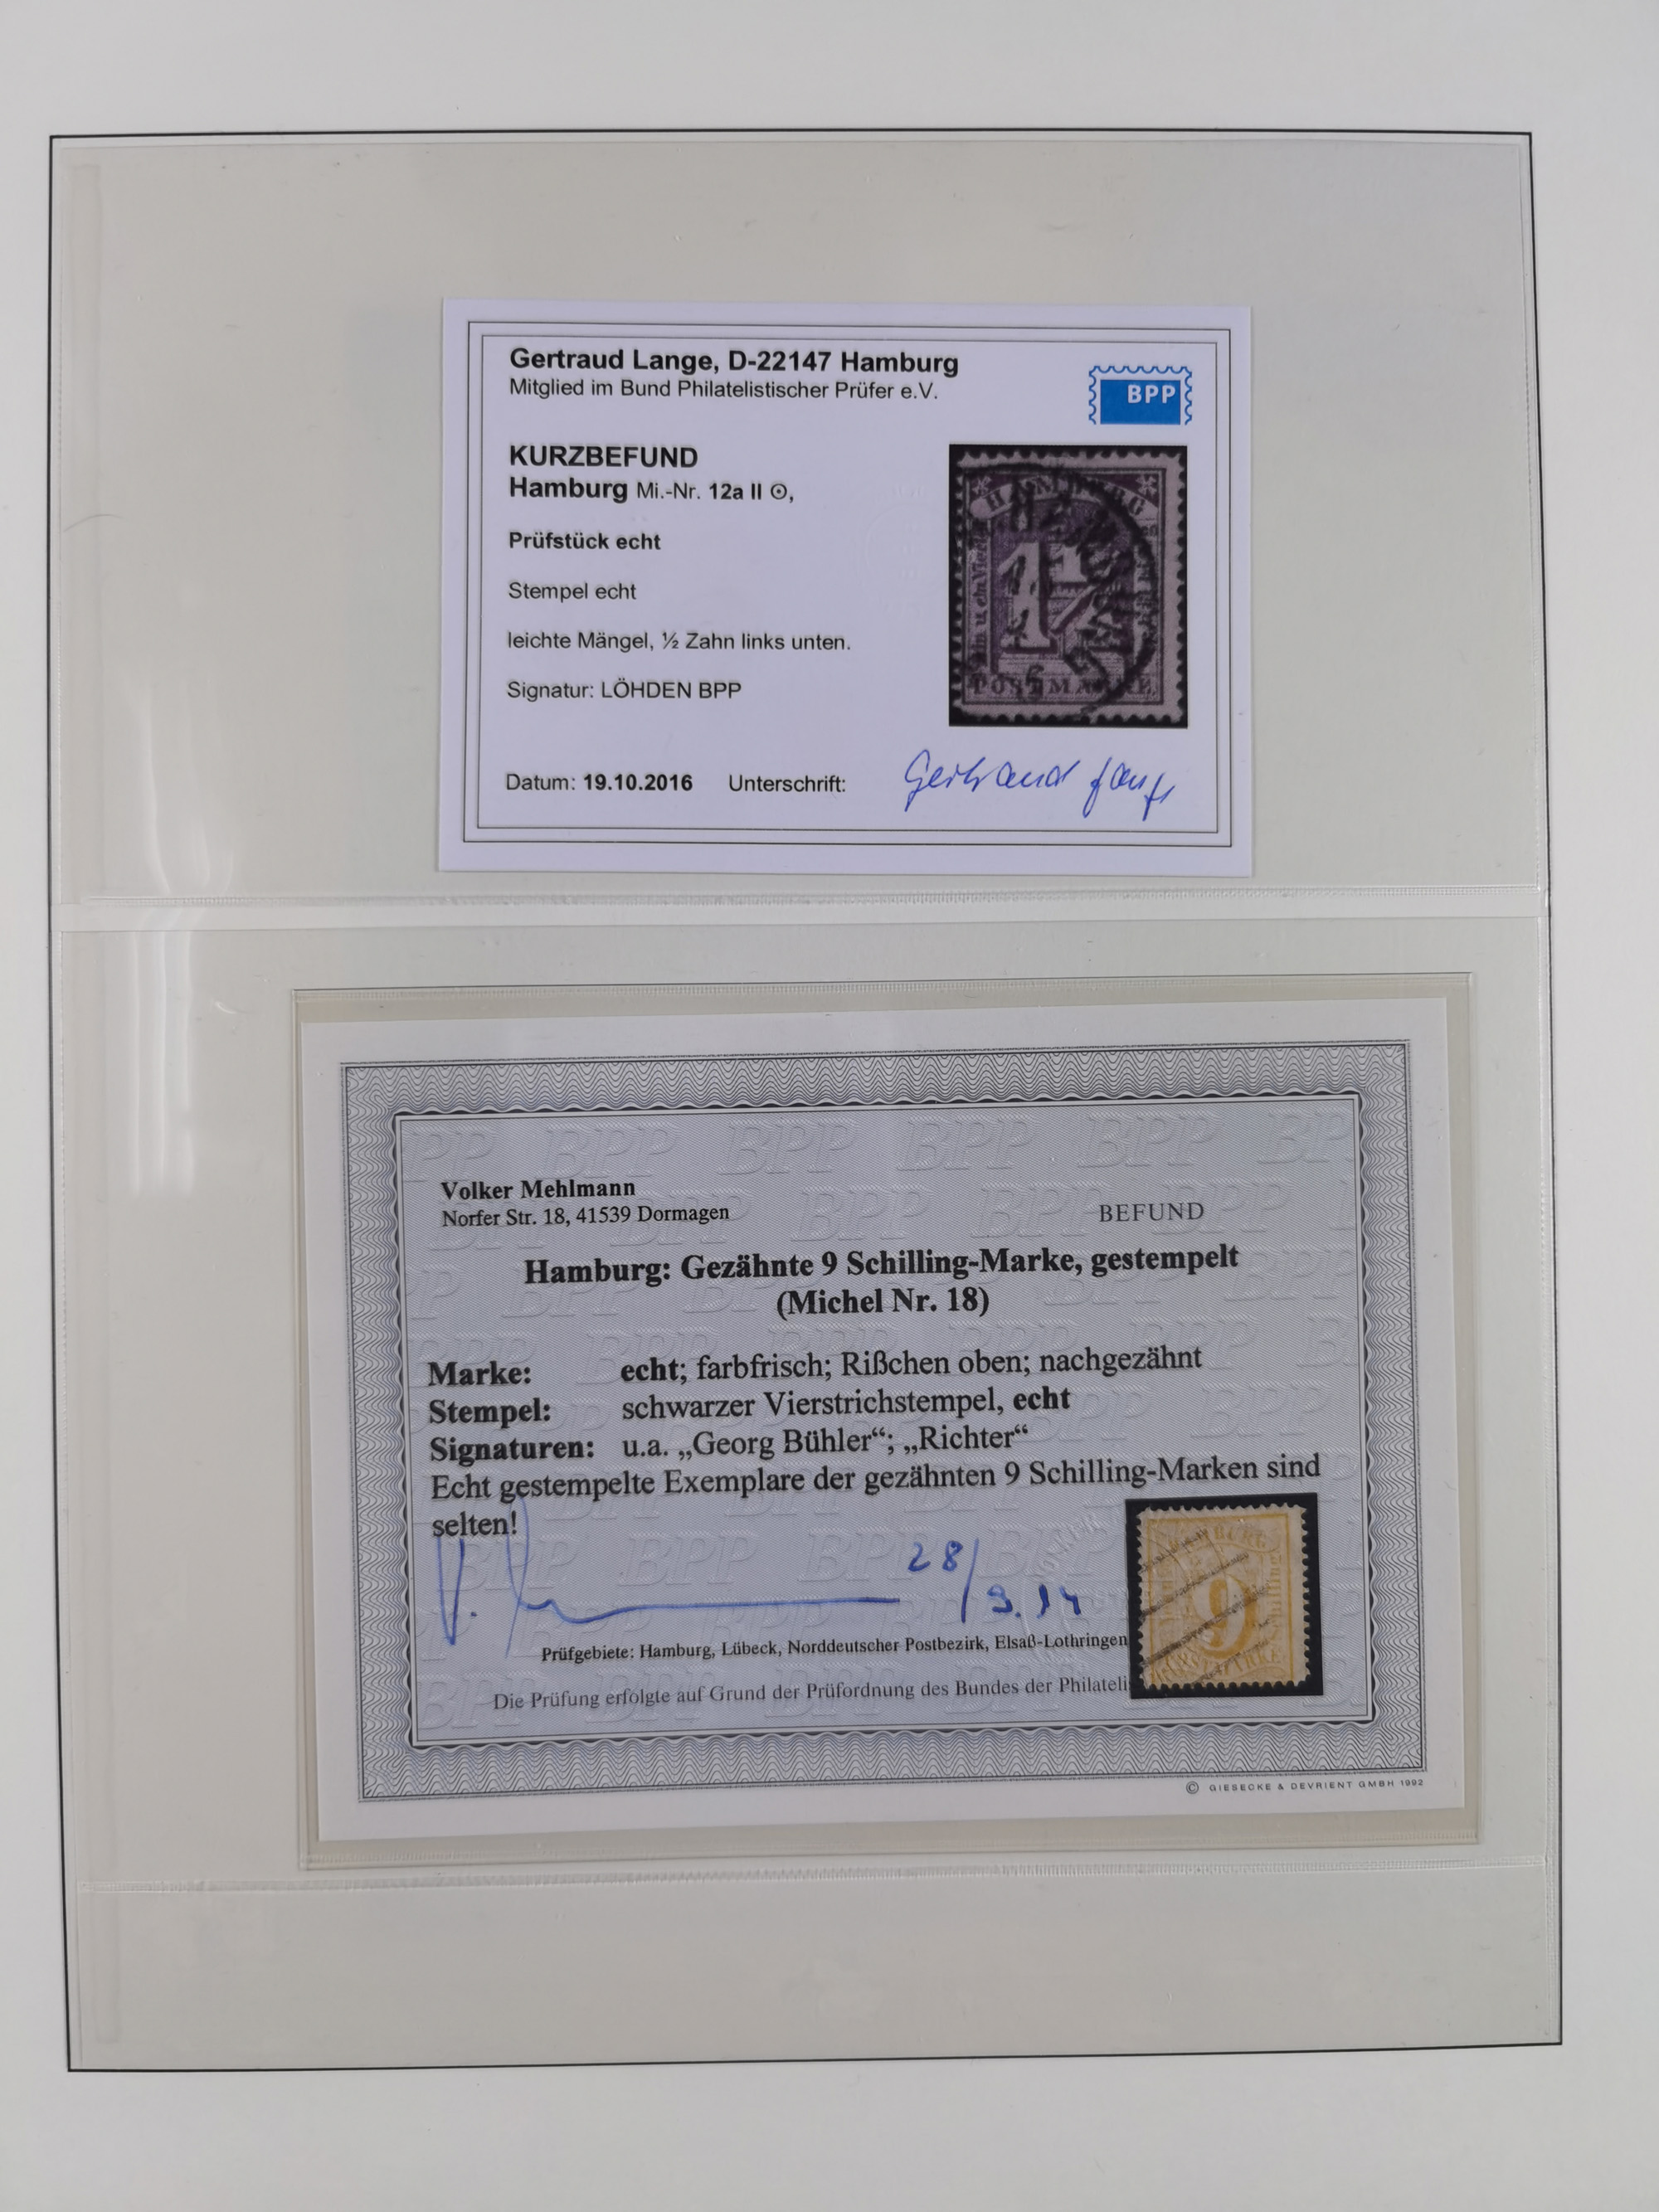 Gertraud Lange, D-22147 Hamburg
Mitglied im Bund Philatelistischer Prüfer e.V.
BPP
KURZBEFUND
Hamburg Mi.-Nr. 12a II ⊙,
Prüfstück echt
Stempel echt
leichte Mängel, ½ Zahn links unten.
Signatur: LÖHDEN BPP
Datum: 19.10.2016 Unterschrift:
HAMBURG
POSTMARKE
Volker Mehlmann
Norfer Str. 18, 41539 Dormagen
BEFUND
Hamburg: Gezähnte 9 Schilling-Marke, gestempelt
(Michel Nr. 18)
Marke: echt; farbfrisch; Rißchen oben; nachgezähnt
Stempel: schwarzer Vierstrichstempel, echt
Signaturen: u.a. „Georg Bühler“; „Richter“
Echt gestempelte Exemplare der gezähnten 9 Schilling-Marken sind
selten!
28/9.14
Prüfgebiete: Hamburg, Lübeck, Norddeutscher Postbezirk, Elsaß-Lothringen
Die Prüfung erfolgte auf Grund der Prüfordnung des Bundes der Philateli
9
© GIESECKE & DEVRIENT GMBH 1992